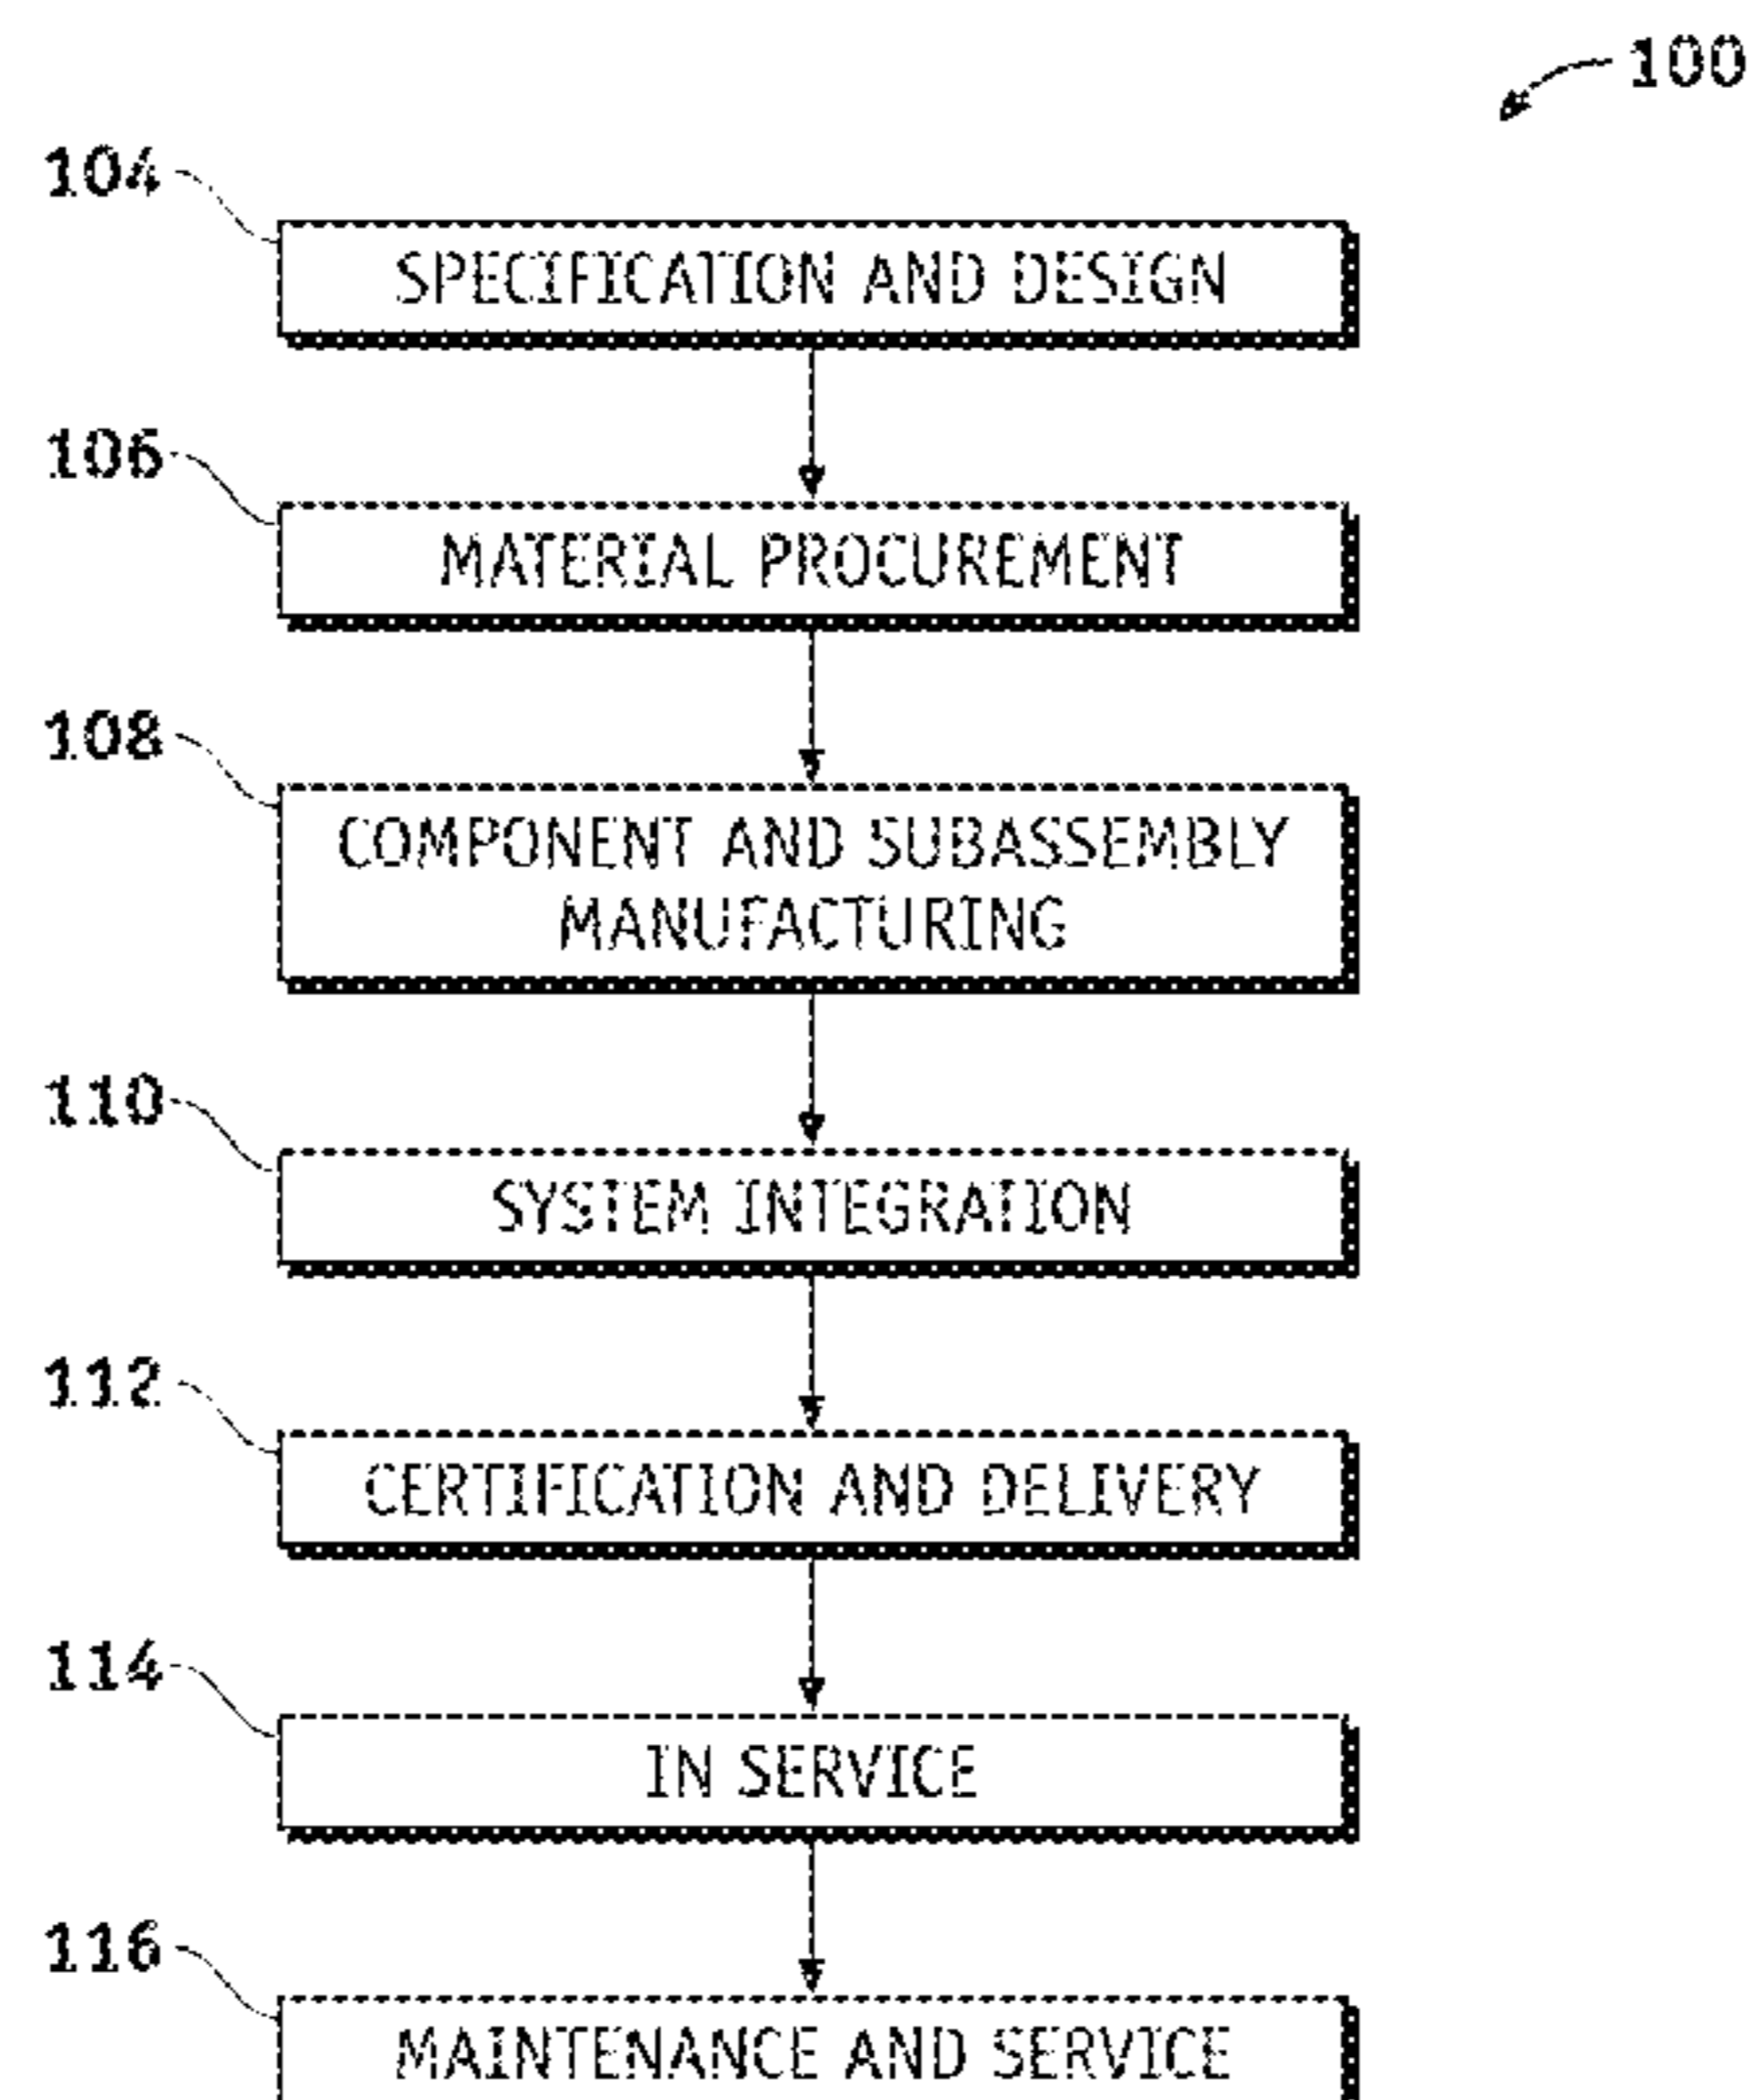 100
104
SPECIFICATION AND DESIGN
106
MATERIAL PROCUREMENT
108
COMPONENT AND SUBASSEMBLY
MANUFACTURING
110
SYSTEM INTEGRATION
112
CERTIFICATION AND DELIVERY
114
IN SERVICE
116
MAINTENANCE AND SERVICE